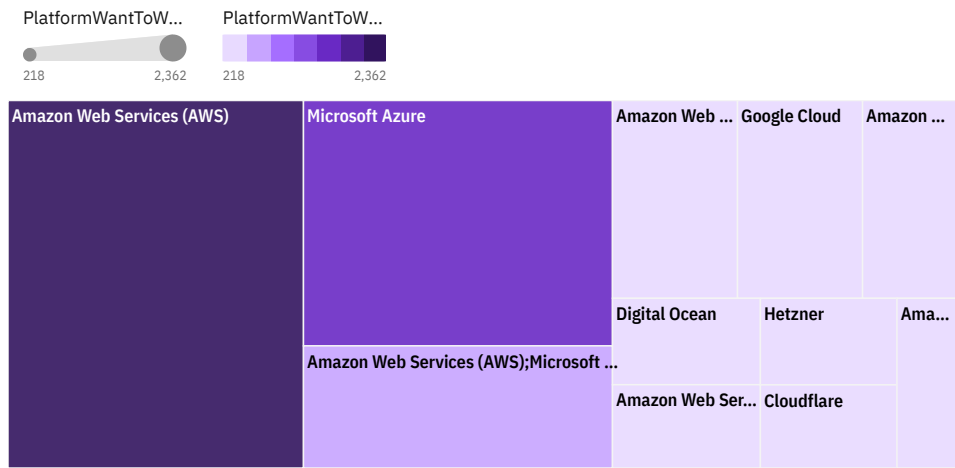 PlatformWantToW...
218 2,362
PlatformWantToW...
218 2,362
Amazon Web Services (AWS)
Microsoft Azure
Amazon Web Services (AWS);Microsoft ...
Amazon Web ...
Google Cloud
Amazon ...
Digital Ocean
Hetzner
Ama...
Amazon Web Ser...
Cloudflare